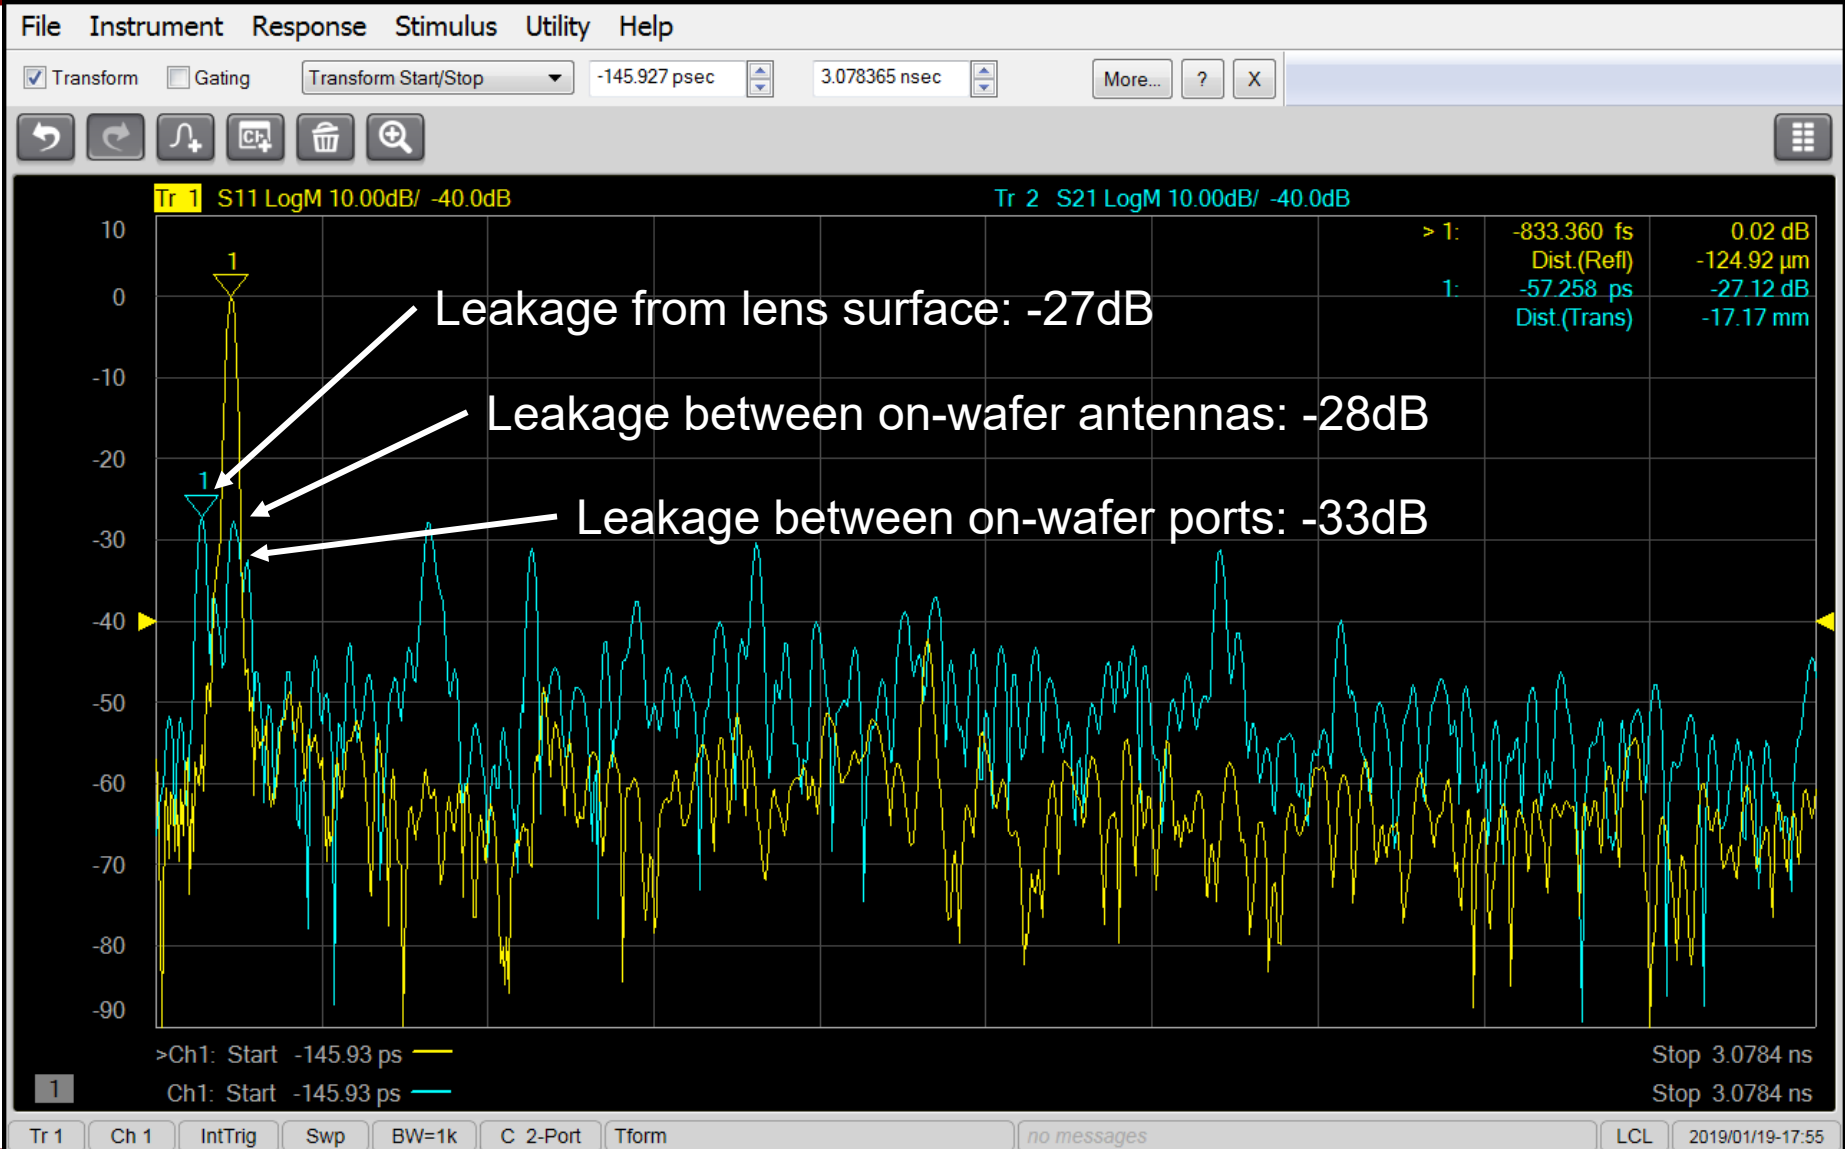 File Instrument Response Stimulus Utility Help
Transform Gating Transform Start/Stop -145.927 psec 3.078365 nsec More... ? X
Ch
Tr 1 S11 LogM 10.00dB/ -40.0dB Tr 2 S21 LogM 10.00dB/ -40.0dB
10
> 1: -833.360 fs 0.02 dB
Dist.(Refl) -124.92 µm
1: -57.258 ps -27.12 dB
Dist.(Trans) -17.17 mm
1
0
Leakage from lens surface: -27dB
-10
Leakage between on-wafer antennas: -28dB
-20
1
Leakage between on-wafer ports: -33dB
-30
-40
-50
-60
-70
-80
-90
>Ch1: Start -145.93 ps Stop 3.0784 ns
1 Ch1: Start -145.93 ps Stop 3.0784 ns
Tr 1 Ch 1 IntTrig Swp BW=1k C 2-Port Tform no messages LCL 2019/01/19-17:55